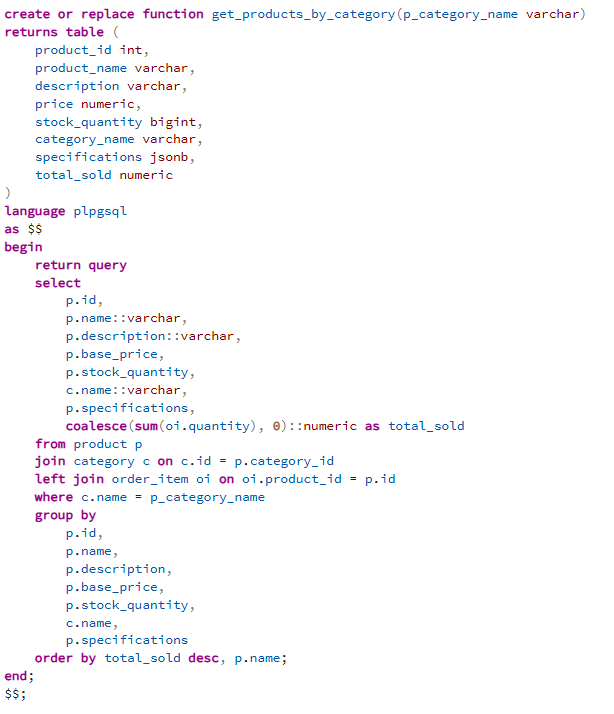 create or replace function get_products_by_category(p_category_name varchar)
returns table (
    product_id int,
    product_name varchar,
    description varchar,
    price numeric,
    stock_quantity bigint,
    category_name varchar,
    specifications jsonb,
    total_sold numeric
)
language plpgsql
as $$
begin
    return query
    select
        p.id,
        p.name::varchar,
        p.description::varchar,
        p.base_price,
        p.stock_quantity,
        c.name::varchar,
        p.specifications,
        coalesce(sum(oi.quantity), 0)::numeric as total_sold
    from product p
    join category c on c.id = p.category_id
    left join order_item oi on oi.product_id = p.id
    where c.name = p_category_name
    group by
        p.id,
        p.name,
        p.description,
        p.base_price,
        p.stock_quantity,
        c.name,
        p.specifications
    order by total_sold desc, p.name;
end;
$$;